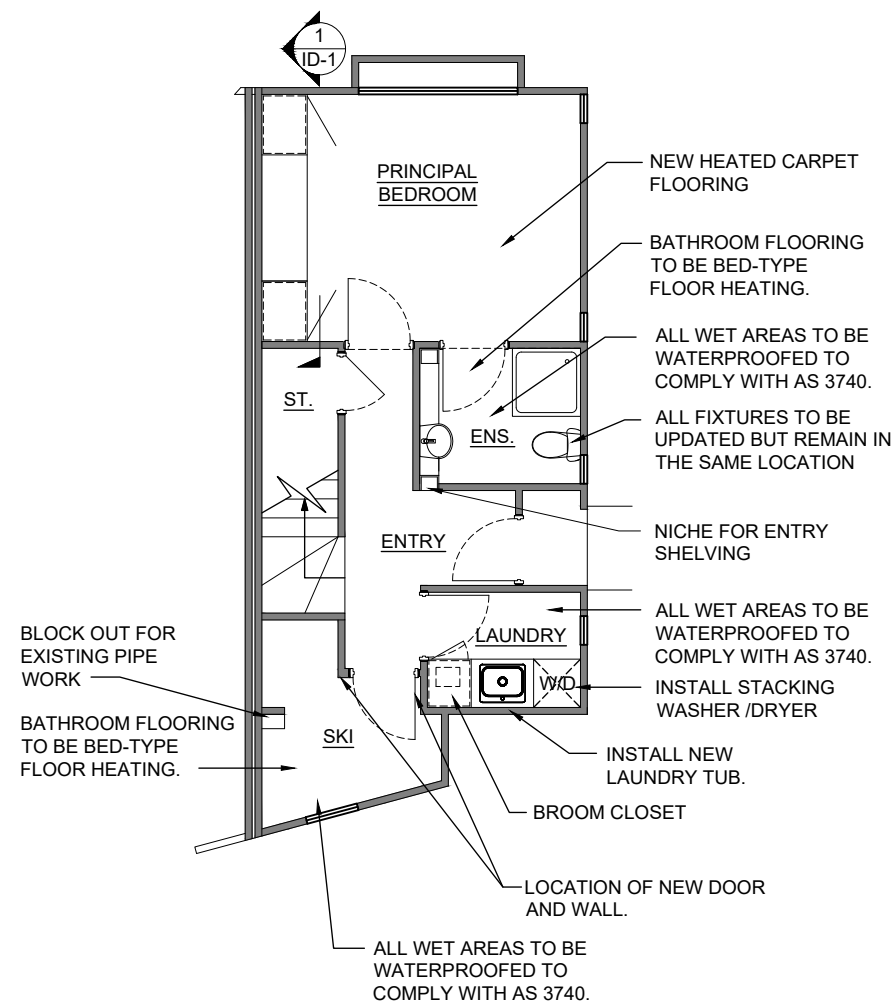 1
ID-1
PRINCIPAL
BEDROOM
NEW HEATED CARPET
FLOORING
BATHROOM FLOORING
TO BE BED-TYPE
FLOOR HEATING.
ALL WET AREAS TO BE
WATERPROOFED TO
COMPLY WITH AS 3740.
ST.
ENS.
ALL FIXTURES TO BE
UPDATED BUT REMAIN IN
THE SAME LOCATION
ENTRY
NICHE FOR ENTRY
SHELVING
LAUNDRY
ALL WET AREAS TO BE
WATERPROOFED TO
COMPLY WITH AS 3740.
BLOCK OUT FOR
EXISTING PIPE
WORK
W/D
INSTALL STACKING
WASHER /DRYER
BATHROOM FLOORING
TO BE BED-TYPE
FLOOR HEATING.
SKI
INSTALL NEW
LAUNDRY TUB.
BROOM CLOSET
LOCATION OF NEW DOOR
AND WALL.
ALL WET AREAS TO BE
WATERPROOFED TO
COMPLY WITH AS 3740.